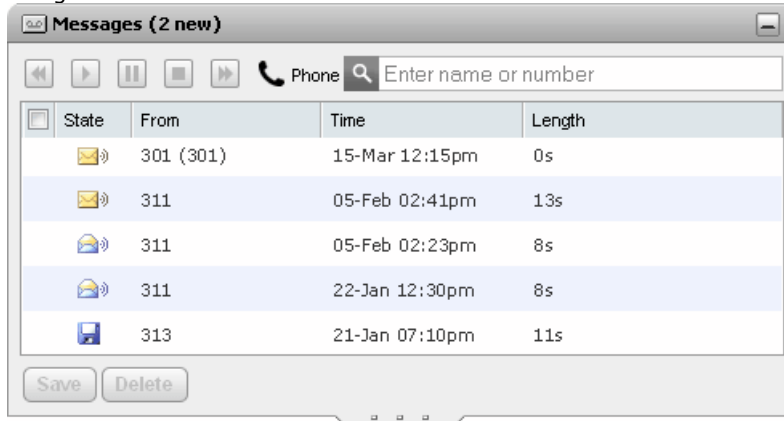 Messages (2 new)
Phone Enter name or number
State From Time Length
301 (301) 15-Mar 12:15pm 0s
311 05-Feb 02:41pm 13s
311 05-Feb 02:23pm 8s
311 22-Jan 12:30pm 8s
313 21-Jan 07:10pm 11s
Save Delete